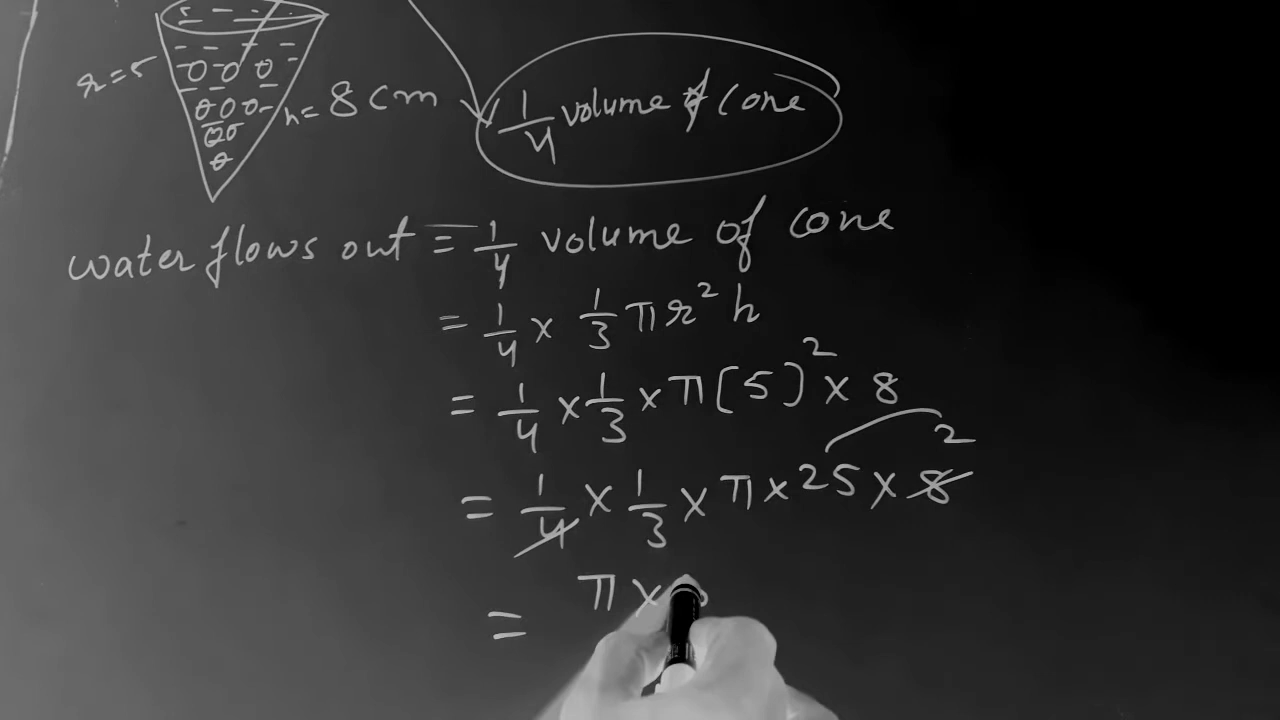 r = 5
h = 8 cm
1/4 volume of cone
water flows out = 1/4 volume of cone
= 1/4 × 1/3 π r² h
= 1/4 × 1/3 × π [5)² × 8
= 1/4 × 1/3 × π × 25 × 8 2
= π ×